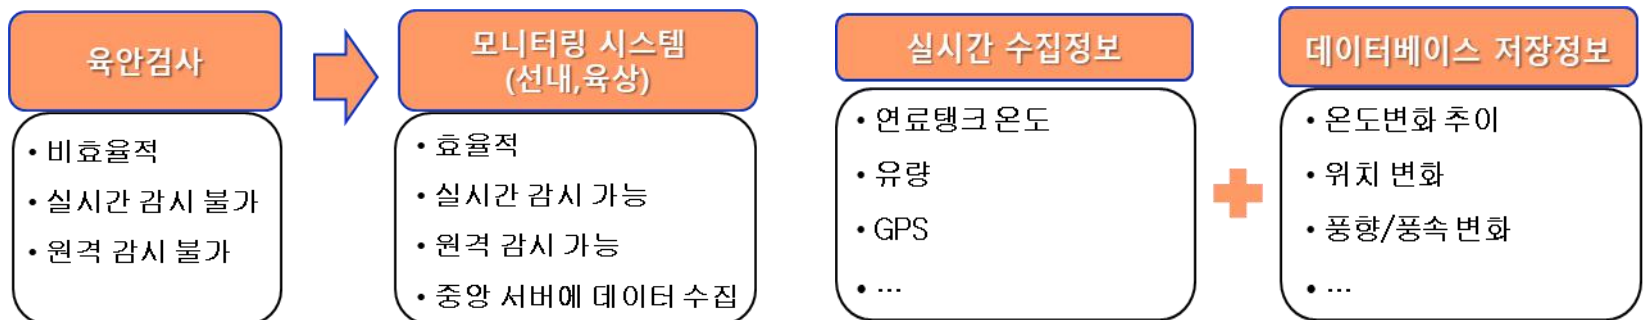 육안검사
• 비효율적
• 실시간 감시 불가
• 원격 감시 불가
모니터링 시스템
(선내,육상)
• 효율적
• 실시간 감시 가능
• 원격 감시 가능
• 중앙 서버에 데이터 수집
실시간 수집정보
• 연료탱크 온도
• 유량
• GPS
• ...
데이터베이스 저장정보
• 온도변화 추이
• 위치 변화
• 풍향/풍속 변화
• ...